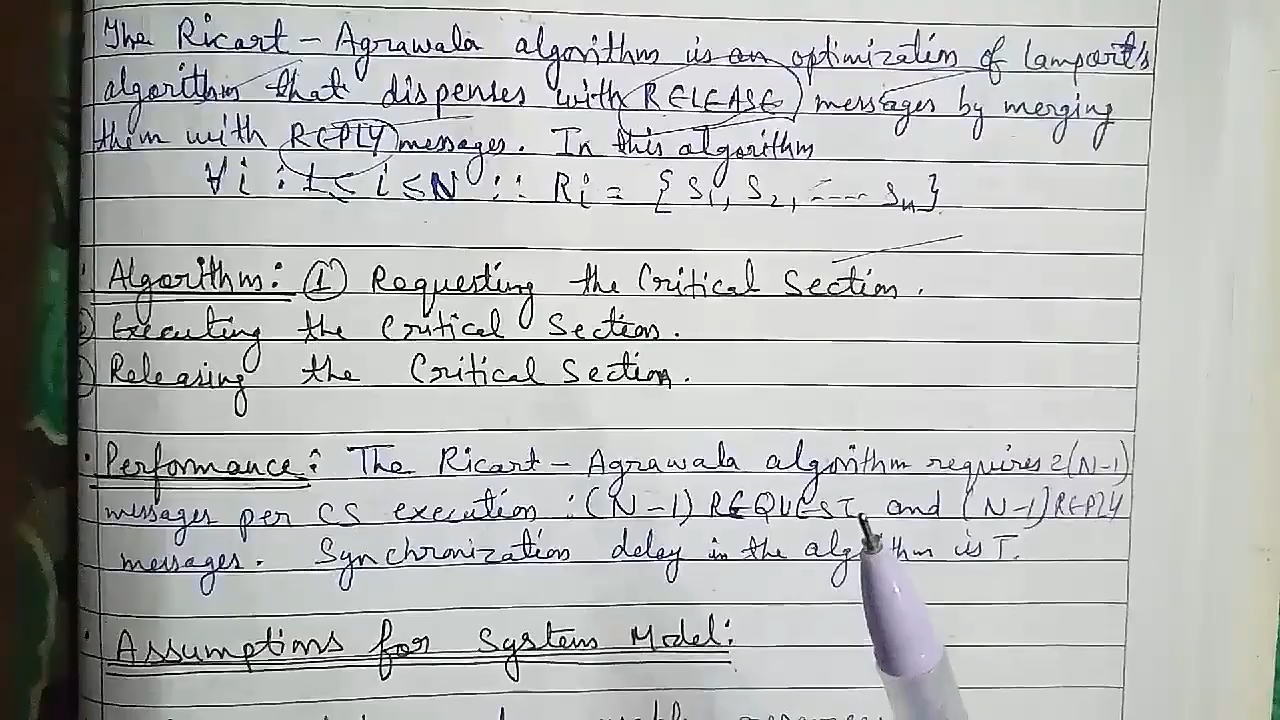 The Ricart - Agrawala algorithm is an optimization of Lamport's
algorithm that dispenses with RELEASE messages by merging
them with REPLY messages. In this algorithm
∀i : 1 ≤ i ≤ N :: Ri = {S1, S2, ---- Sn}
Algorithm: ① Requesting the Critical Section.
Executing the Critical Section.
Releasing the Critical Section.
Performance: The Ricart - Agrawala algorithm requires 2(N-1)
messages per CS execution : (N-1) REQUEST and (N-1) REPLY
messages. Synchronization delay in the algorithm is T.
Assumptions for System Model: